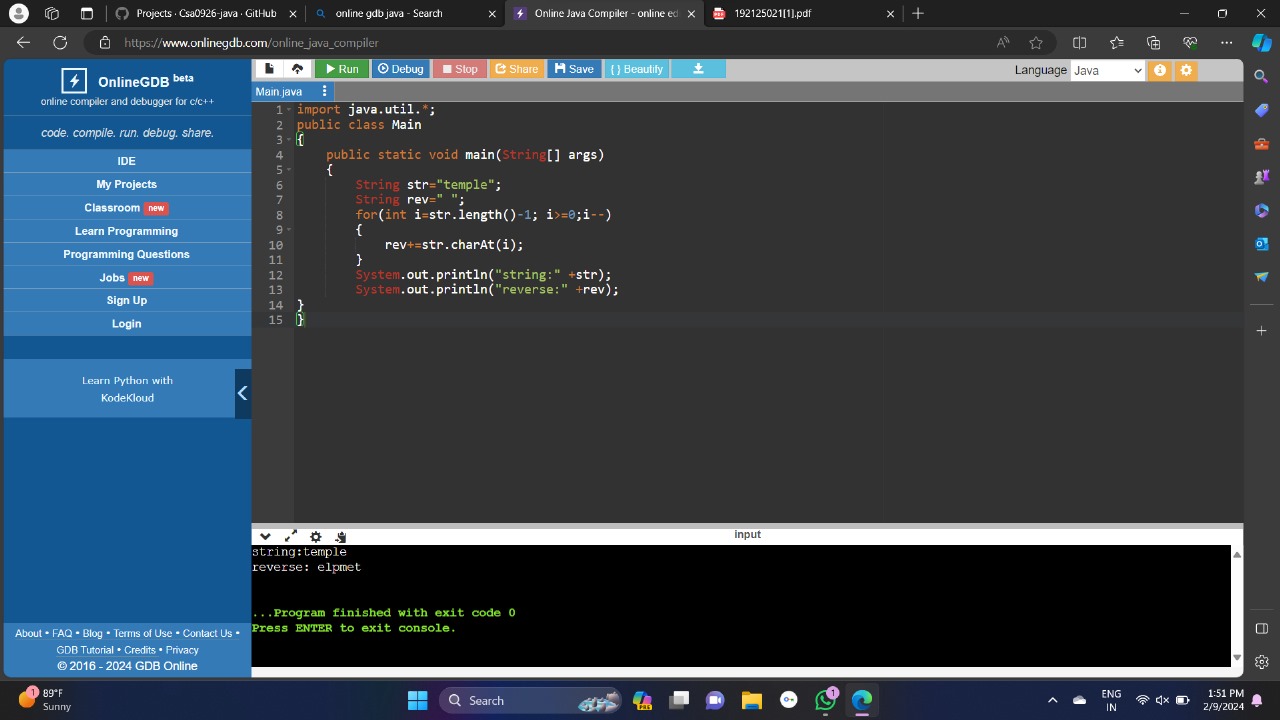 Projects · Csa0926-java · GitHub
online gdb java - Search
Online Java Compiler - online edi
192125021[1].pdf
https://www.onlinegdb.com/online_java_compiler
OnlineGDB beta
online compiler and debugger for c/c++
code. compile. run. debug. share.
IDE
My Projects
Classroom new
Learn Programming
Programming Questions
Jobs new
Sign Up
Login
Learn Python with
KodeKloud
About • FAQ • Blog • Terms of Use • Contact Us •
GDB Tutorial • Credits • Privacy
© 2016 - 2024 GDB Online
Run Debug Stop Share Save { } Beautify
Language Java
Main.java
1 import java.util.*;
2 public class Main
3 {
4     public static void main(String[] args)
5     {
6         String str="temple";
7         String rev=" ";
8         for(int i=str.length()-1; i>=0;i--)
9         {
10             rev+=str.charAt(i);
11         }
12         System.out.println("string:" +str);
13         System.out.println("reverse:" +rev);
14 }
15 }
input
string:temple
reverse: elpmet
...Program finished with exit code 0
Press ENTER to exit console.
1
89°F
Sunny
Search
PRE
1
ENG
IN
1:51 PM
2/9/2024